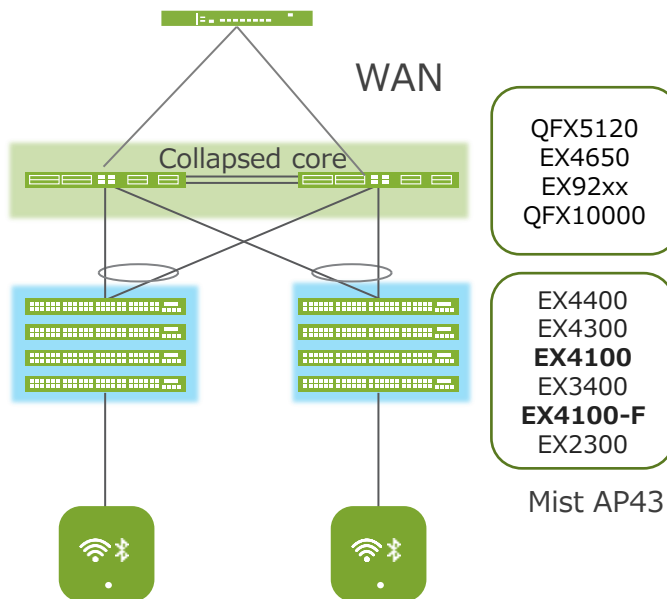 WAN
Collapsed core
QFX5120
EX4650
EX92xx
QFX10000
EX4400
EX4300
EX4100
EX3400
EX4100-F
EX2300
Mist AP43